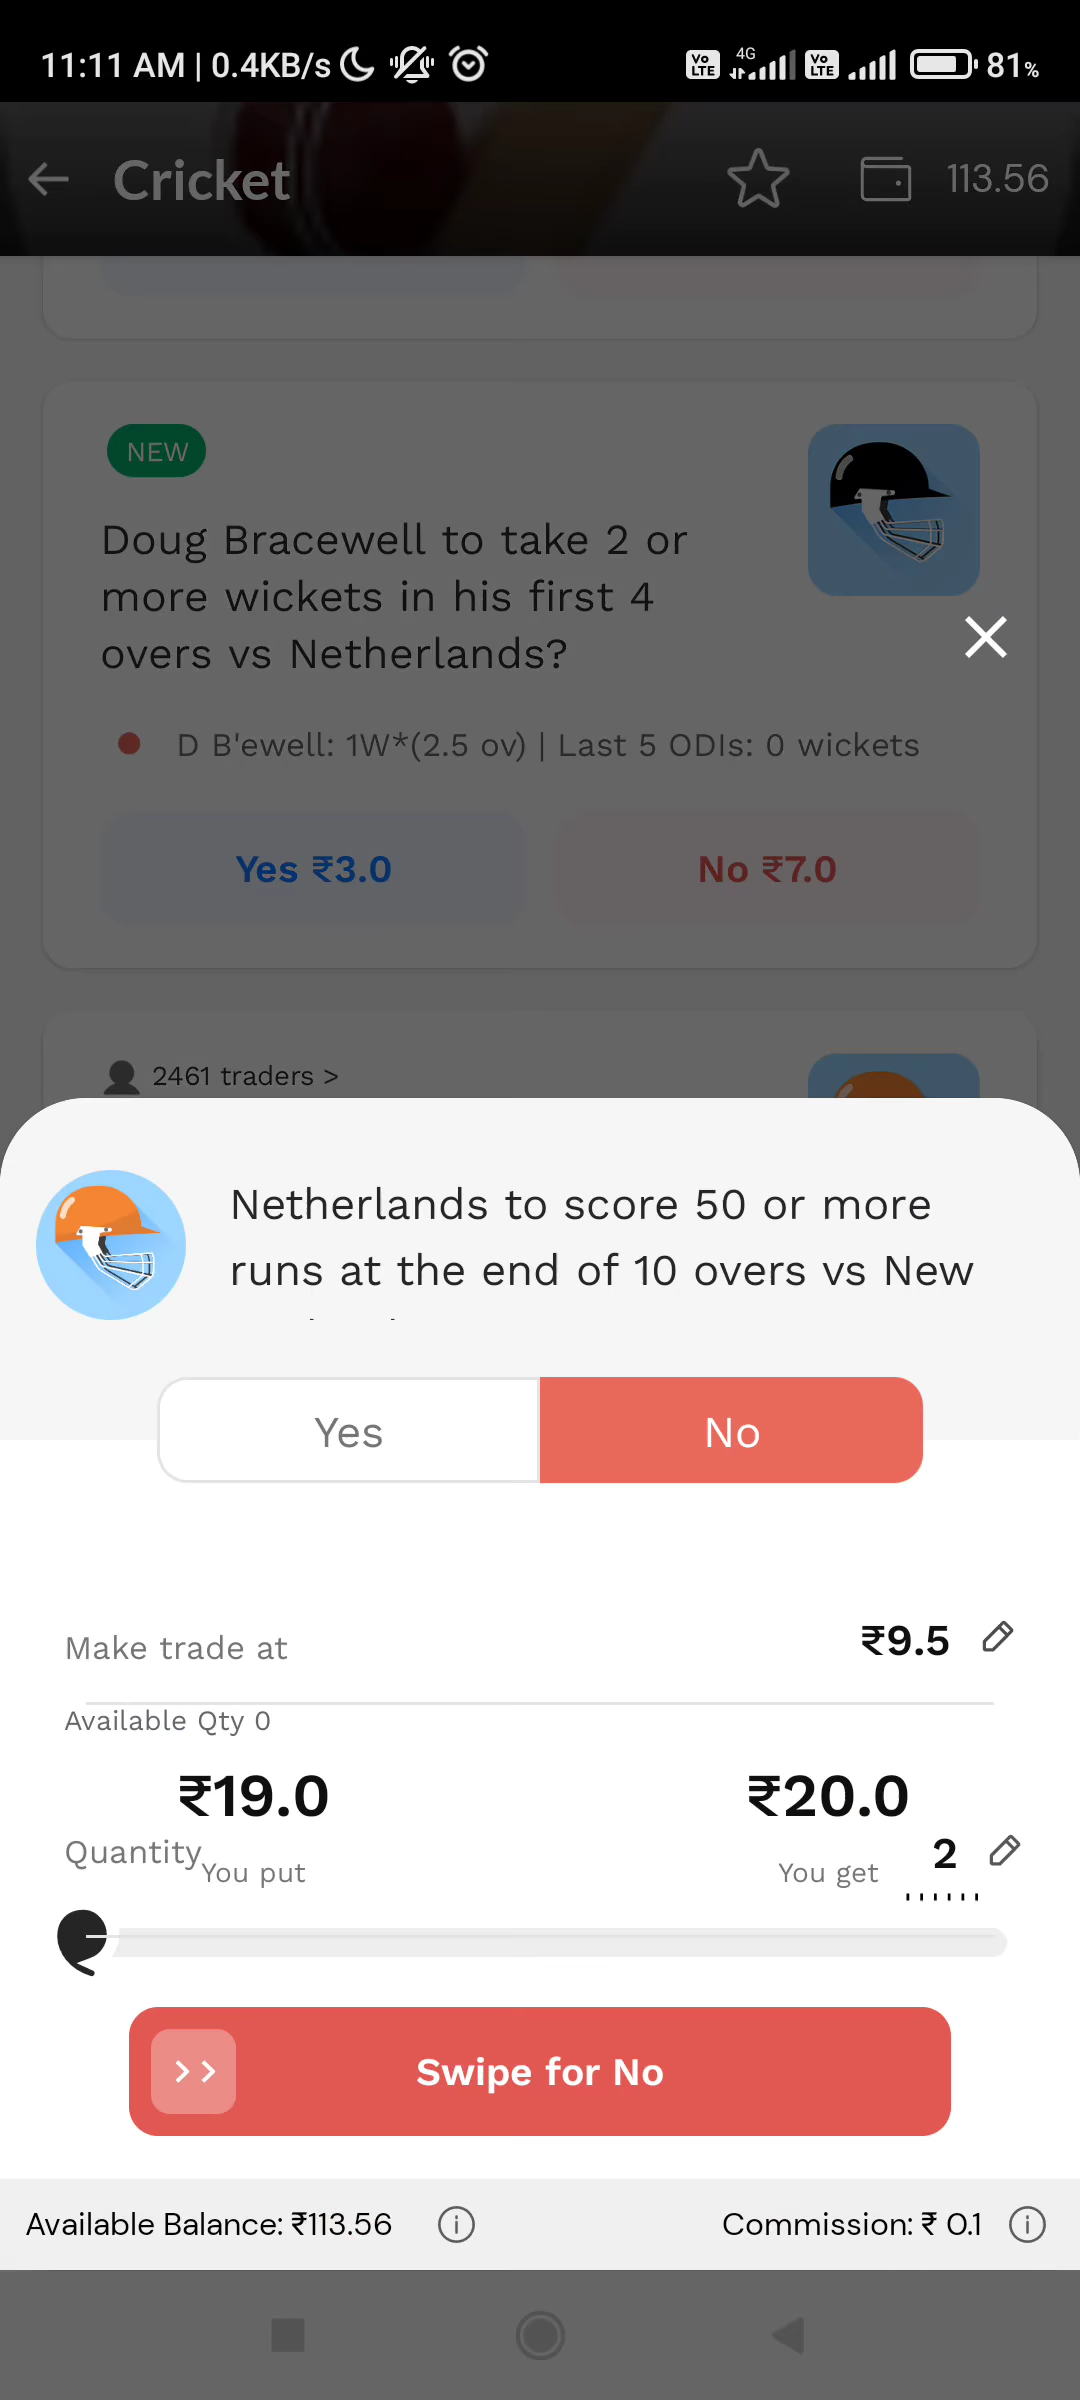 11:11 AM | 0.4KB/s Vo LTE 4G Vo LTE 81%
Cricket 113.56
NEW
Doug Bracewell to take 2 or
more wickets in his first 4
overs vs Netherlands?
D B'ewell: 1W*(2.5 ov) | Last 5 ODIs: 0 wickets
Yes ₹3.0 No ₹7.0
2461 traders >
Netherlands to score 50 or more
runs at the end of 10 overs vs New
Yes No
Make trade at ₹9.5
Available Qty 0
₹19.0 ₹20.0
Quantity 2
You put You get
>> Swipe for No
Available Balance: ₹113.56 Commission: ₹ 0.1